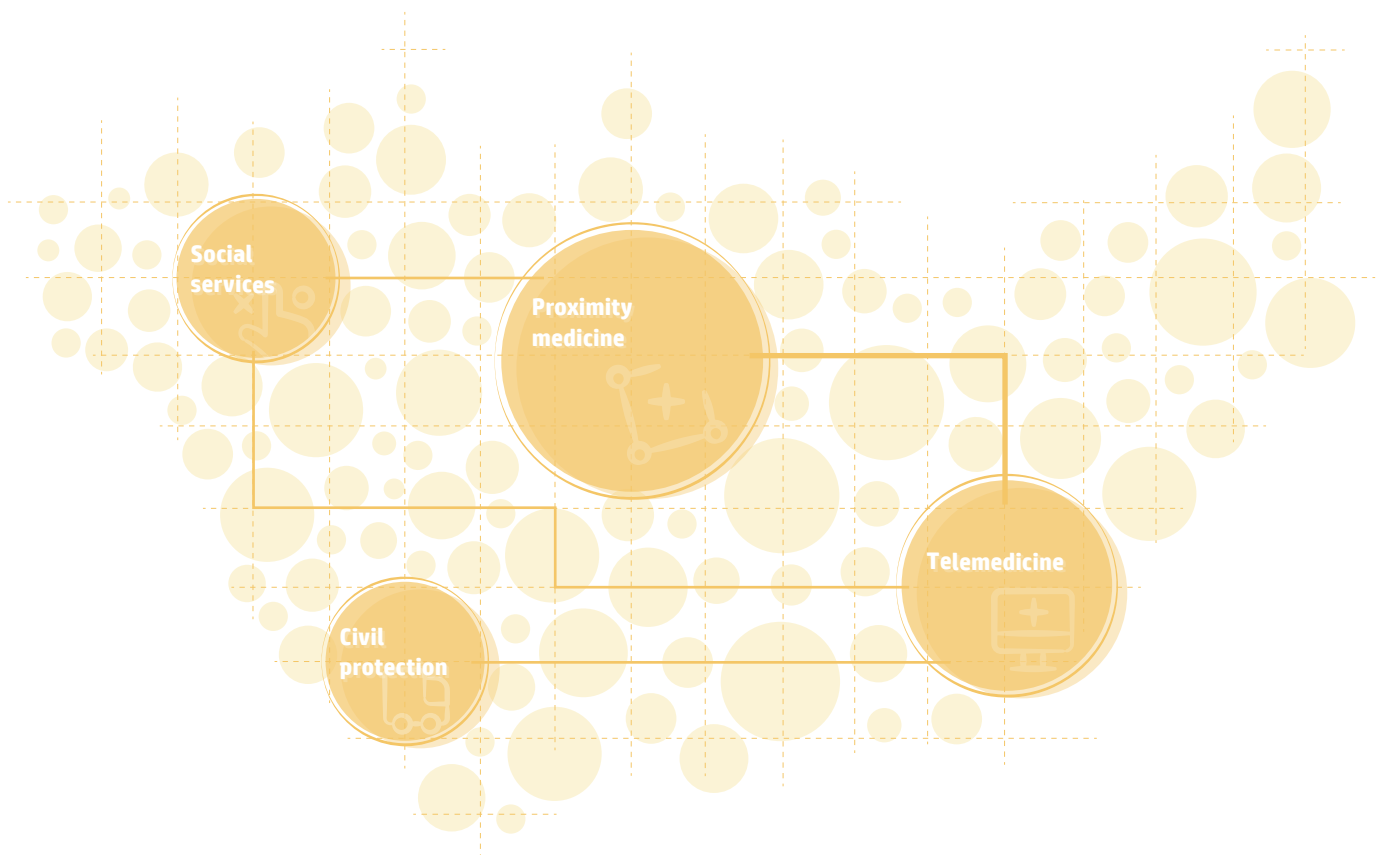 Social
services
Proximity
medicine
Telemedicine
Civil
protection